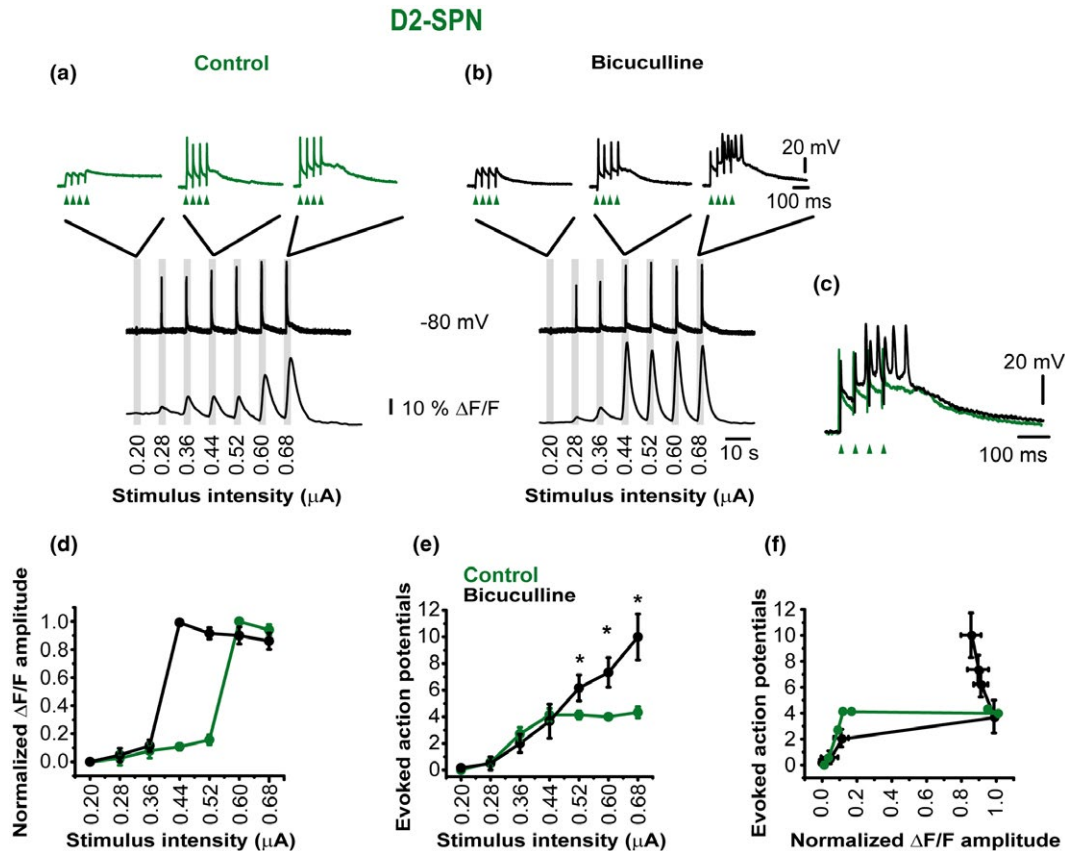 D2-SPN
(a)
Control
(b)
Bicuculline
20 mV
100 ms
-80 mV
10 % ΔF/F
0.20
0.28
0.36
0.44
0.52
0.60
0.68
Stimulus intensity (μA)
0.20
0.28
0.36
0.44
0.52
0.60
0.68
10 s
Stimulus intensity (μA)
(c)
20 mV
100 ms
(d)
Normalized ΔF/F amplitude
1.0
0.8
0.6
0.4
0.2
0.0
0.20
0.28
0.36
0.44
0.52
0.60
0.68
Stimulus intensity (μA)
(e)
Control
Bicuculline
Evoked action potentials
12
10
8
6
4
2
0
* * *
0.20
0.28
0.36
0.44
0.52
0.60
0.68
Stimulus intensity (μA)
(f)
Evoked action potentials
12
10
8
6
4
2
0
0.0
0.2
0.4
0.6
0.8
1.0
Normalized ΔF/F amplitude